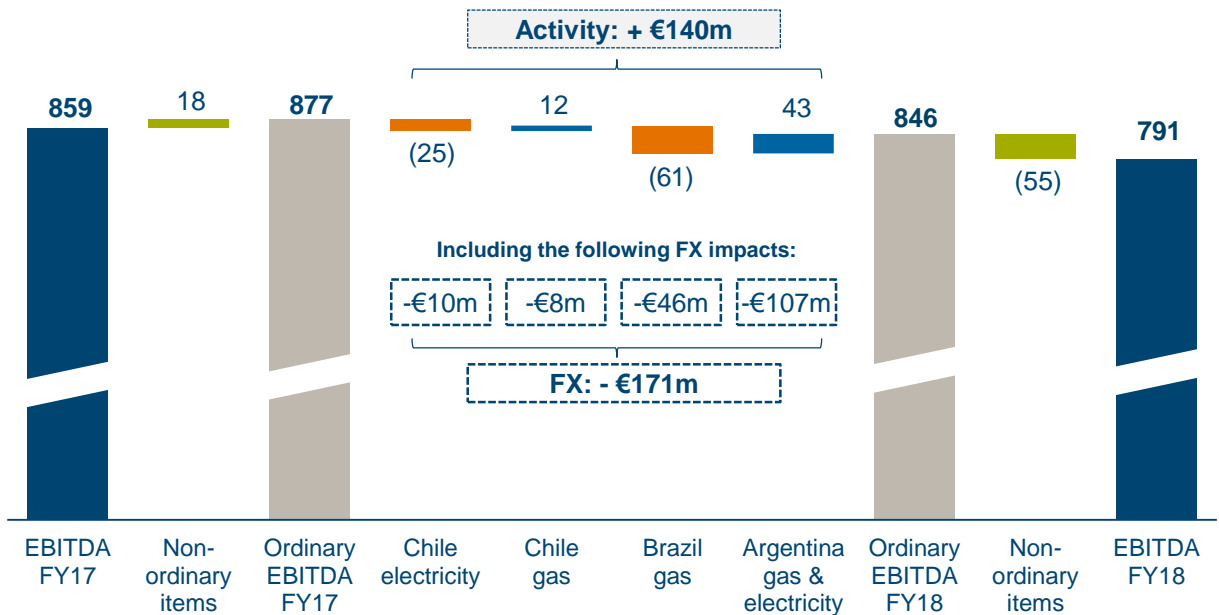 Activity: + €140m
859
18
877
(25)
12
(61)
43
846
(55)
791
Including the following FX impacts:
-€10m
-€8m
-€46m
-€107m
FX: - €171m
EBITDA
FY17
Non-
ordinary
items
Ordinary
EBITDA
FY17
Chile
electricity
Chile
gas
Brazil
gas
Argentina
gas &
electricity
Ordinary
EBITDA
FY18
Non-
ordinary
items
EBITDA
FY18